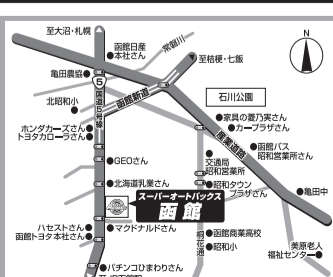 至大沼・札幌
函館日産
本社さん
常磐川
至桔梗・七飯
N
亀田農協
5
国道5号線
函館新道
石川公園
北昭和小
家具の菱乃実さん
カープラザさん
産業道路
ホンダカーズさん
トヨタカローラさん
函館バス
昭和営業所さん
GEOさん
交通局
昭和営業所
北海道乳業さん
昭和タウン
プラザさん
亀田中
スーパーオートバックス
函館
ハセストさん
函館トヨタ本社さん
マクドナルドさん
桐花通
函館商業高校
昭和小
美原老人
福祉センター
パチンコひまわりさん